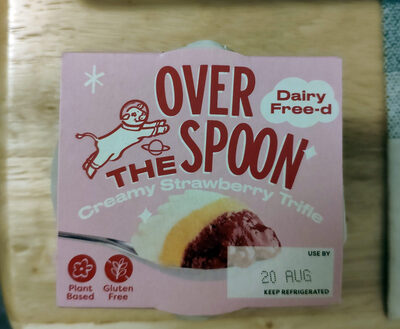 OVER
THE SPOON
Dairy
Free-d
Creamy Strawberry Trifle
Plant
Based
Gluten
Free
USE BY
20 AUG
KEEP REFRIGERATED